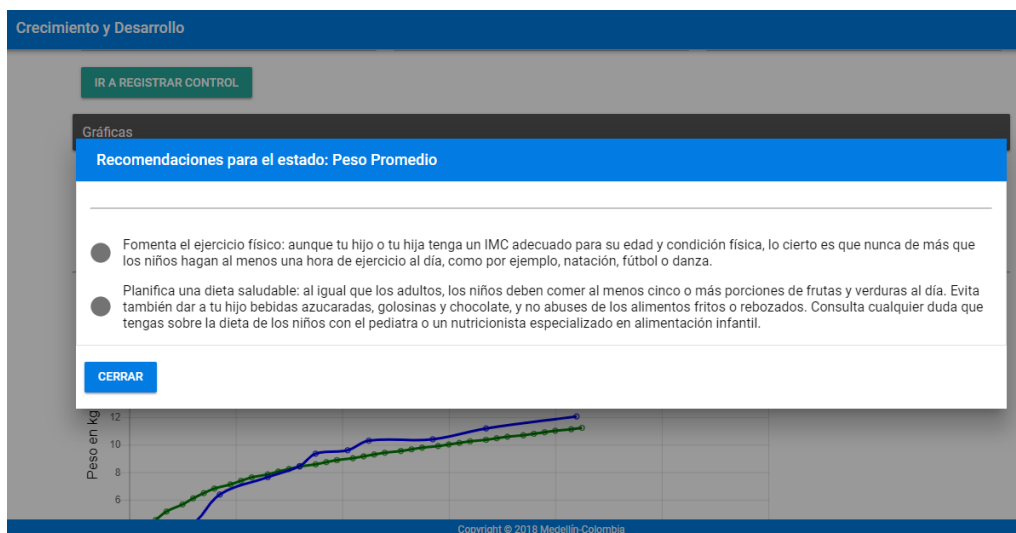 Crecimiento y Desarrollo
IR A REGISTRAR CONTROL
Gráficas
Recomendaciones para el estado: Peso Promedio
Fomenta el ejercicio físico: aunque tu hijo o tu hija tenga un IMC adecuado para su edad y condición física, lo cierto es que nunca de más que
los niños hagan al menos una hora de ejercicio al día, como por ejemplo, natación, fútbol o danza.
Planifica una dieta saludable: al igual que los adultos, los niños deben comer al menos cinco o más porciones de frutas y verduras al día. Evita
también dar a tu hijo bebidas azucaradas, golosinas y chocolate, y no abuses de los alimentos fritos o rebozados. Consulta cualquier duda que
tengas sobre la dieta de los niños con el pediatra o un nutricionista especializado en alimentación infantil.
CERRAR
Peso en kg
12
10
8
6
Copyright © 2018 Medellín-Colombia